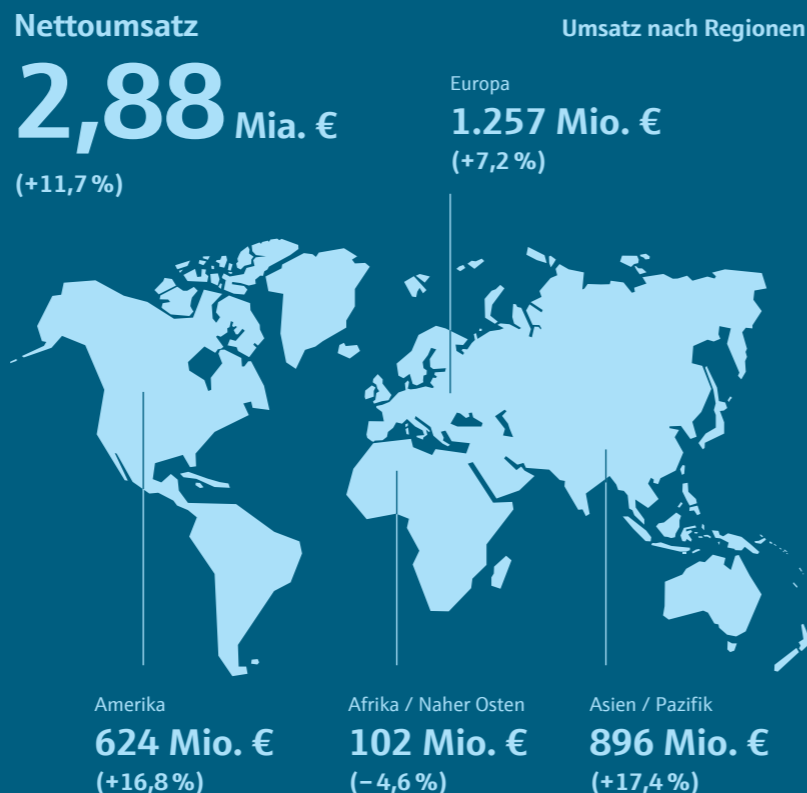 Nettoumsatz
2,88 Mia. €
(+11,7 %)
Umsatz nach Regionen
Europa
1.257 Mio. €
(+7,2 %)
Amerika
624 Mio. €
(+16,8 %)
Afrika / Naher Osten
102 Mio. €
(– 4,6 %)
Asien / Pazifik
896 Mio. €
(+17,4 %)